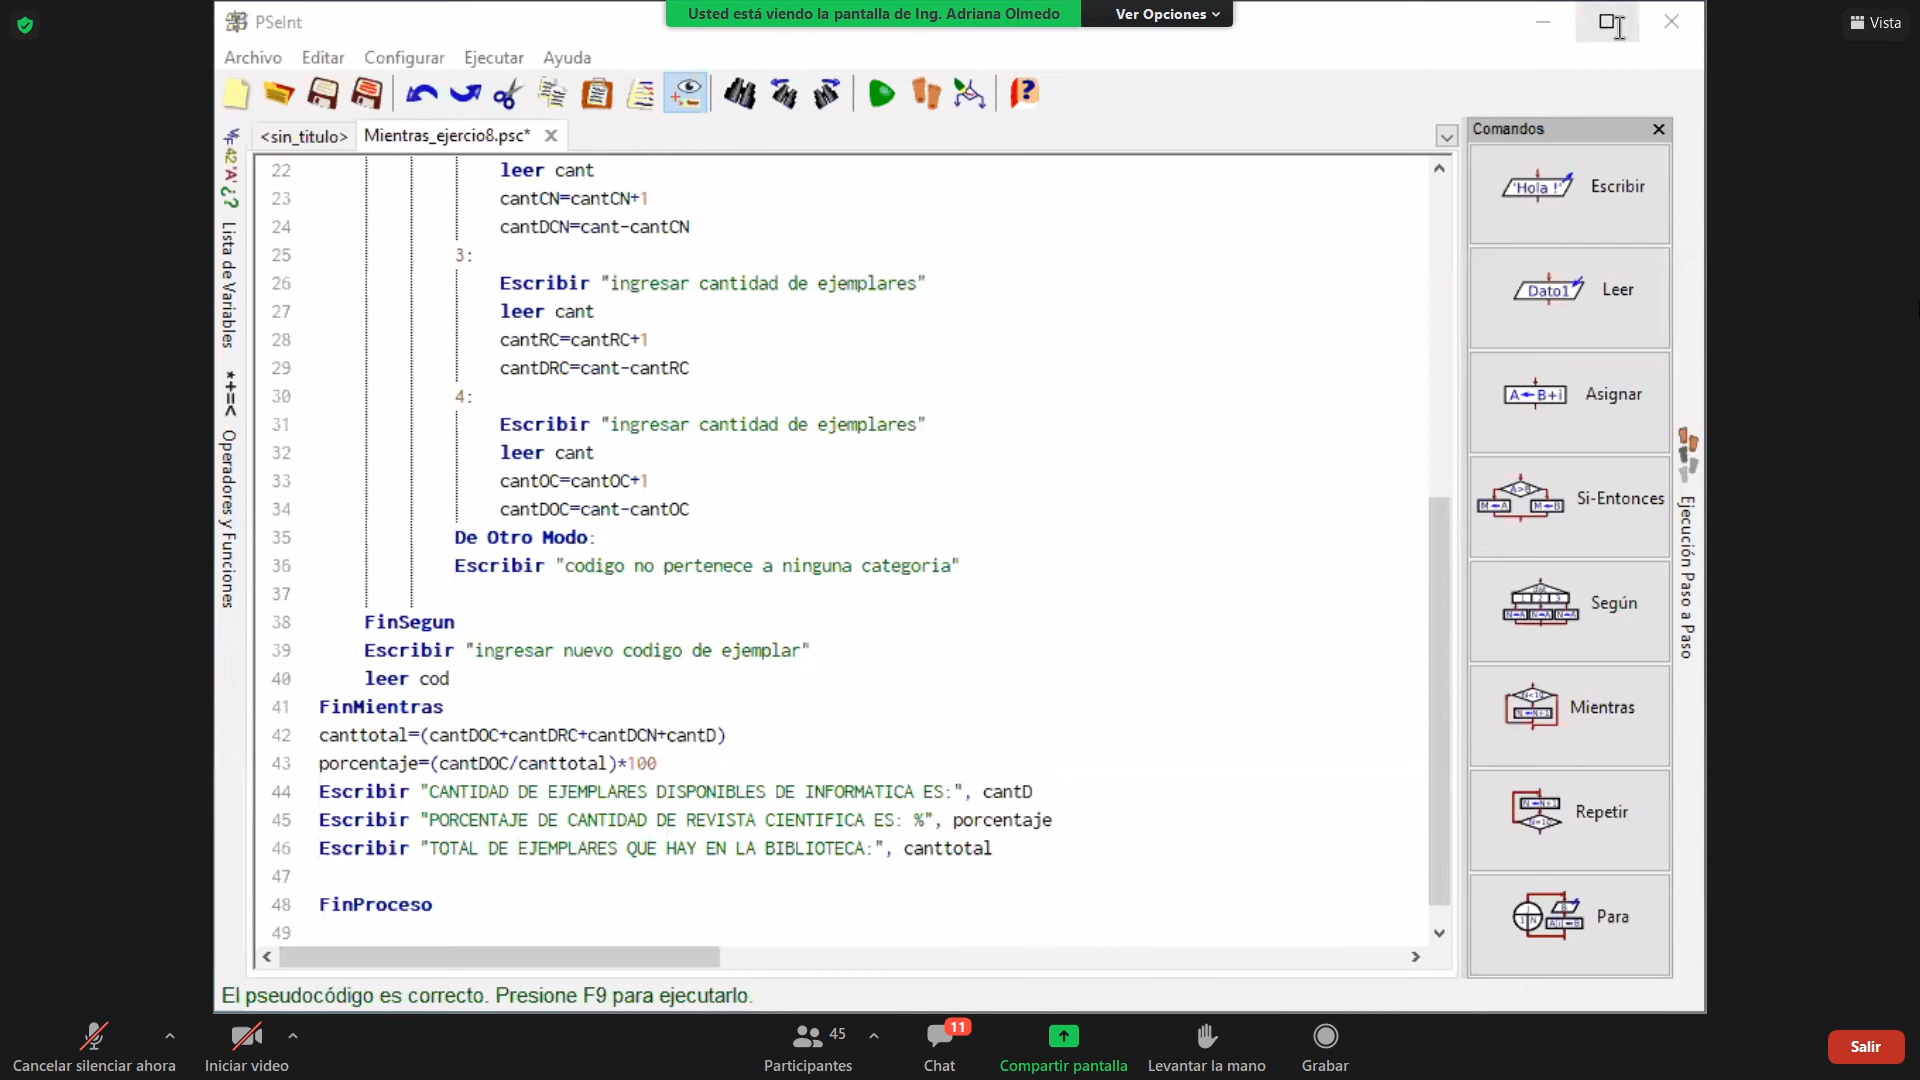 PSeInt
Usted está viendo la pantalla de Ing. Adriana Olmedo
Ver Opciones
Vista
Archivo Editar Configurar Ejecutar Ayuda
<sin_titulo> Mientras_ejercio8.psc*
Comandos
22 leer cant
23 cantCN=cantCN+1
24 cantDCN=cant-cantCN
25 3:
26 Escribir "ingresar cantidad de ejemplares"
27 leer cant
28 cantRC=cantRC+1
29 cantDRC=cant-cantRC
30 4:
31 Escribir "ingresar cantidad de ejemplares"
32 leer cant
33 cantOC=cantOC+1
34 cantDOC=cant-cantOC
35 De Otro Modo:
36 Escribir "codigo no pertenece a ninguna categoria"
37
38 FinSegun
39 Escribir "ingresar nuevo codigo de ejemplar"
40 leer cod
41 FinMientras
42 canttotal=(cantDOC+cantDRC+cantDCN+cantD)
43 porcentaje=(cantDOC/canttotal)*100
44 Escribir "CANTIDAD DE EJEMPLARES DISPONIBLES DE INFORMATICA ES:", cantD
45 Escribir "PORCENTAJE DE CANTIDAD DE REVISTA CIENTIFICA ES: %", porcentaje
46 Escribir "TOTAL DE EJEMPLARES QUE HAY EN LA BIBLIOTECA:", canttotal
47
48 FinProceso
49
42 'A' ¿? Lista de Variables
*+=< Operadores y Funciones
'Hola !' Escribir
Dato1 Leer
A←B+i Asignar
A>B Si-Entonces
Según
Mientras
Repetir
Para
Ejecución Paso a Paso
El pseudocódigo es correcto. Presione F9 para ejecutarlo.
Cancelar silenciar ahora
Iniciar video
45
Participantes
11
Chat
Compartir pantalla
Levantar la mano
Grabar
Salir